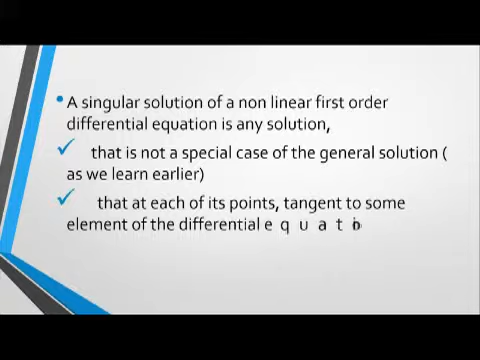 • A singular solution of a non linear first order
differential equation is any solution,
✓ that is not a special case of the general solution (
as we learn earlier)
✓ that at each of its points, tangent to some
element of the differential